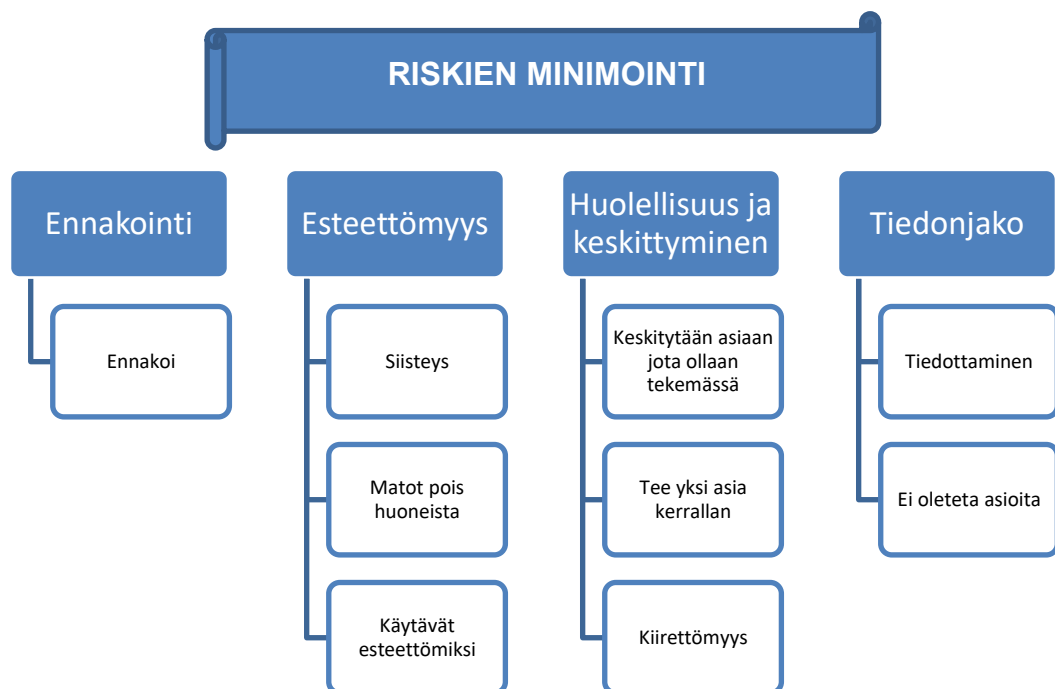 RISKIEN MINIMOINTI
Ennakointi
Ennakoi
Esteettömyys
Siisteys
Matot pois
huoneista
Käytävät
esteettömiksi
Huolellisuus ja
keskittyminen
Keskitytään asiaan
jota ollaan
tekemässä
Tee yksi asia
kerrallan
Kiirettömyys
Tiedonjako
Tiedottaminen
Ei oleteta asioita